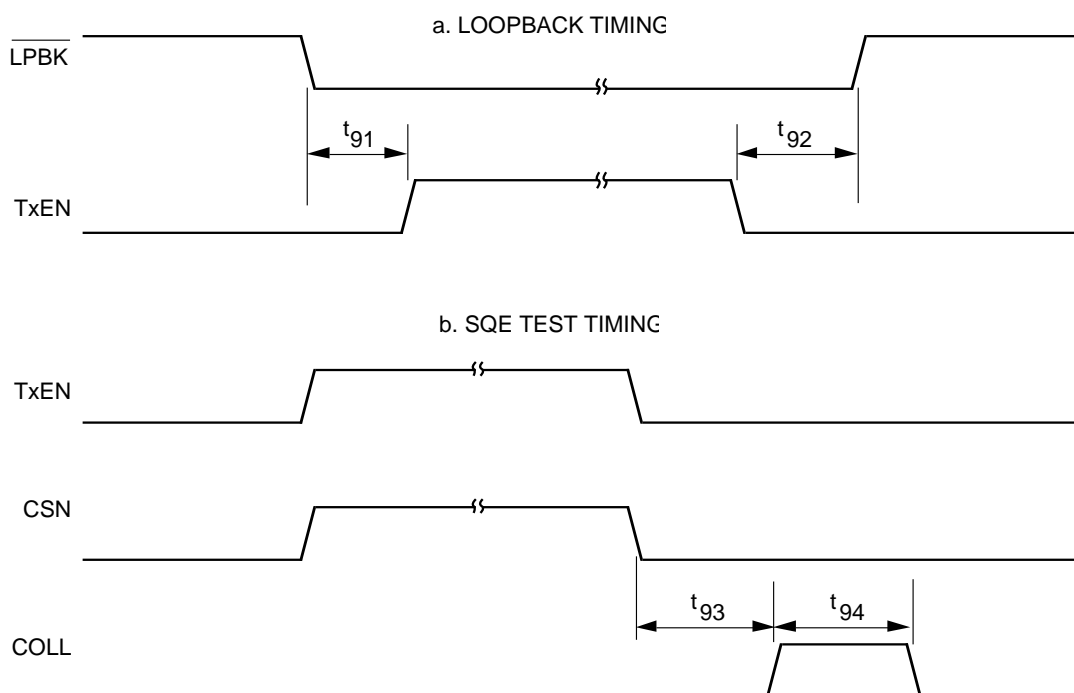 a. LOOPBACK TIMING
LPBK
t91
t92
TxEN
b. SQE TEST TIMING
TxEN
CSN
t93
t94
COLL